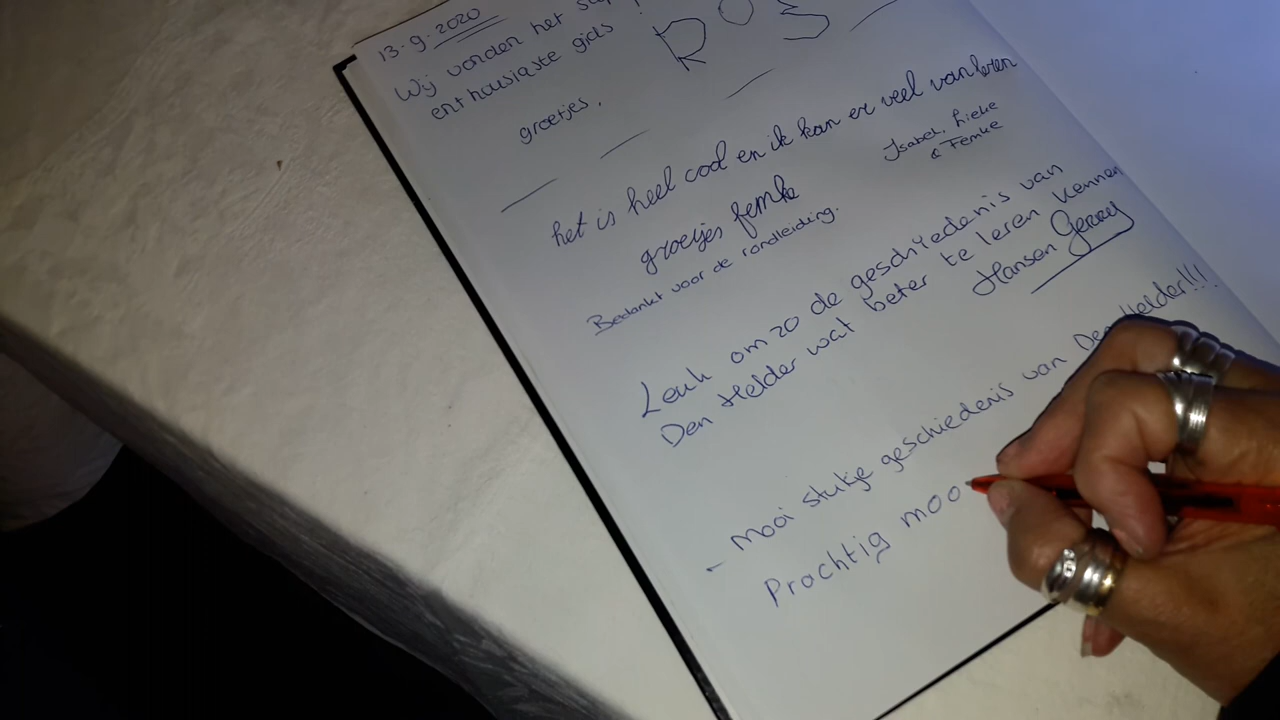 13-9-2020
Wij vonden het
enthousiaste gids !
ROS
groetjes,
het is heel cool en ik kan er veel van leren
groetjes femke
Isabel, Lieke
& Femke
Bedankt voor de rondleiding.
Leuk om zo de geschiedenis van
Den Helder wat beter te leren kennen
Hansen Gerrey
- Mooi stukje geschiedenis van Den Helder!!!
Prachtig moo